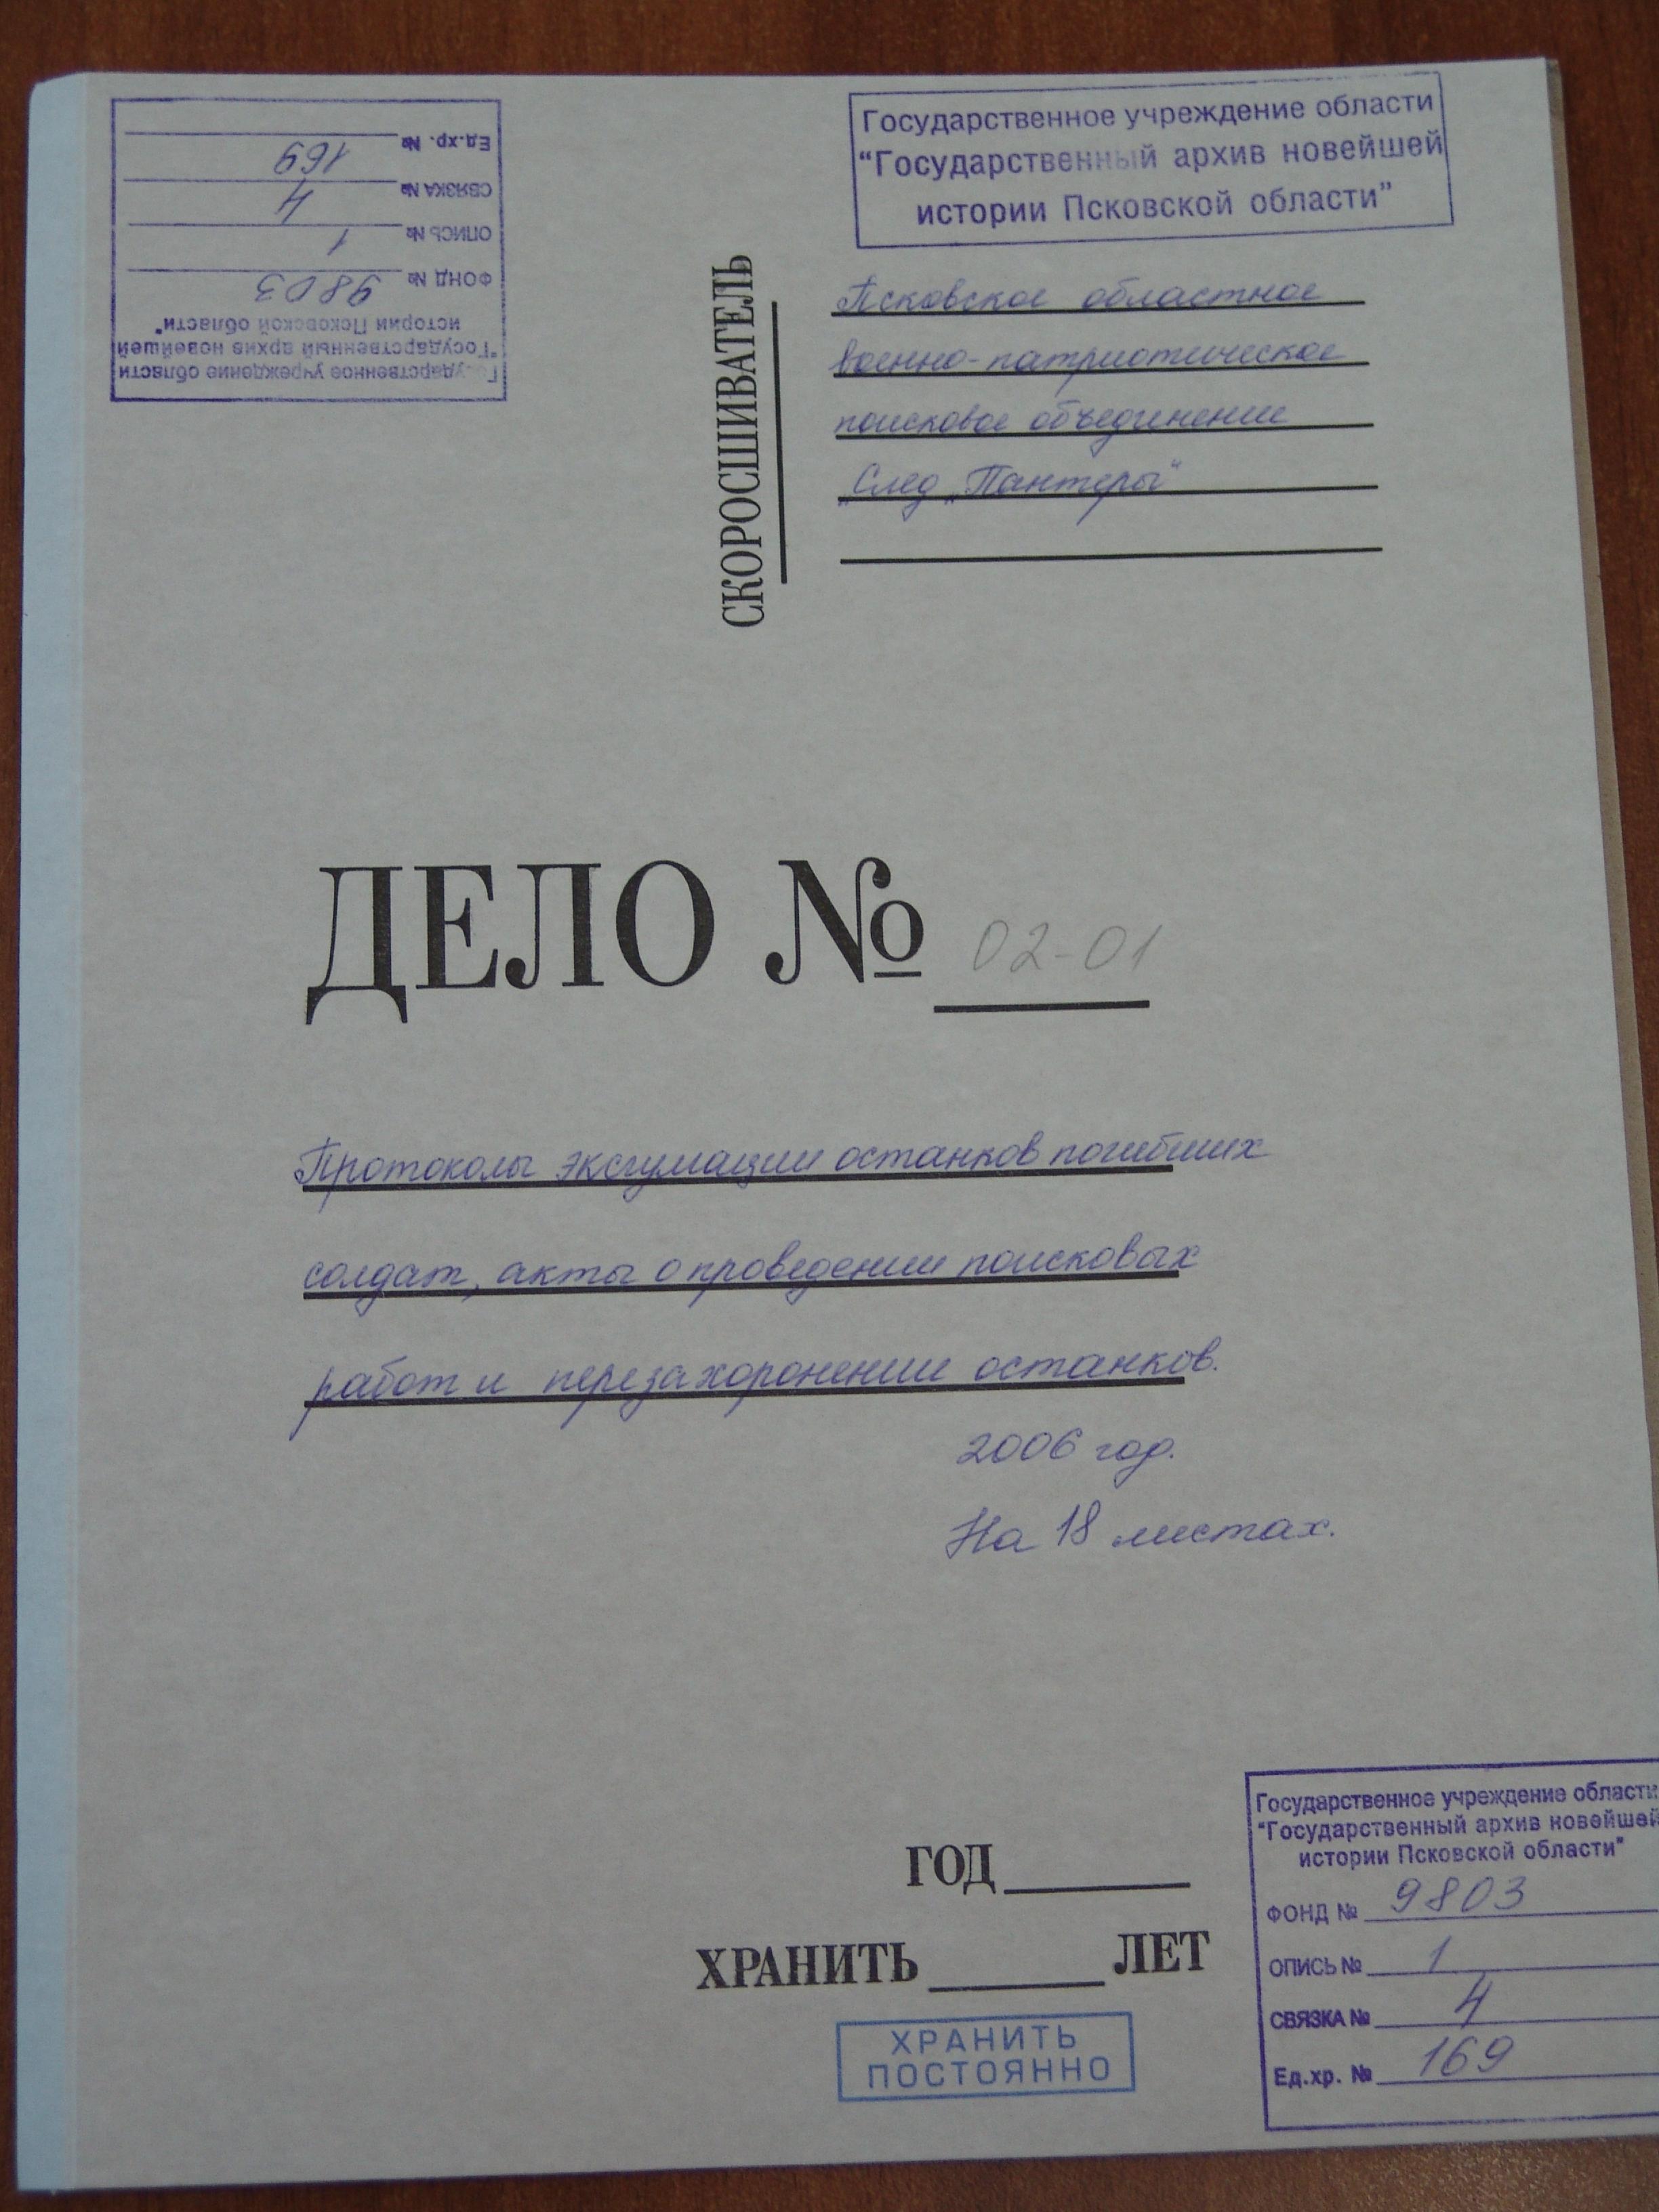 Государственное учреждение области
"Государственный архив новейшей
истории Псковской области"
ФОНД № 9803
ОПИСЬ № 1
СВЯЗКА № 4
Ед.хр. № 169
Государственное учреждение области
"Государственный архив новейшей
истории Псковской области"
СКОРОСШИВАТЕЛЬ
Псковское областное
военно-патриотическое
поисковое объединение
„След „Пантеры"
ДЕЛО № 02-01
Протоколы эксгумации останков погибших
солдат, акты о проведении поисковых
работ и перезахоронении останков.
2006 год.
На 18 листах.
ГОД
ХРАНИТЬ ЛЕТ
ХРАНИТЬ
ПОСТОЯННО
Государственное учреждение области
"Государственный архив новейшей
истории Псковской области"
ФОНД № 9803
ОПИСЬ № 1
СВЯЗКА № 4
Ед.хр. № 169